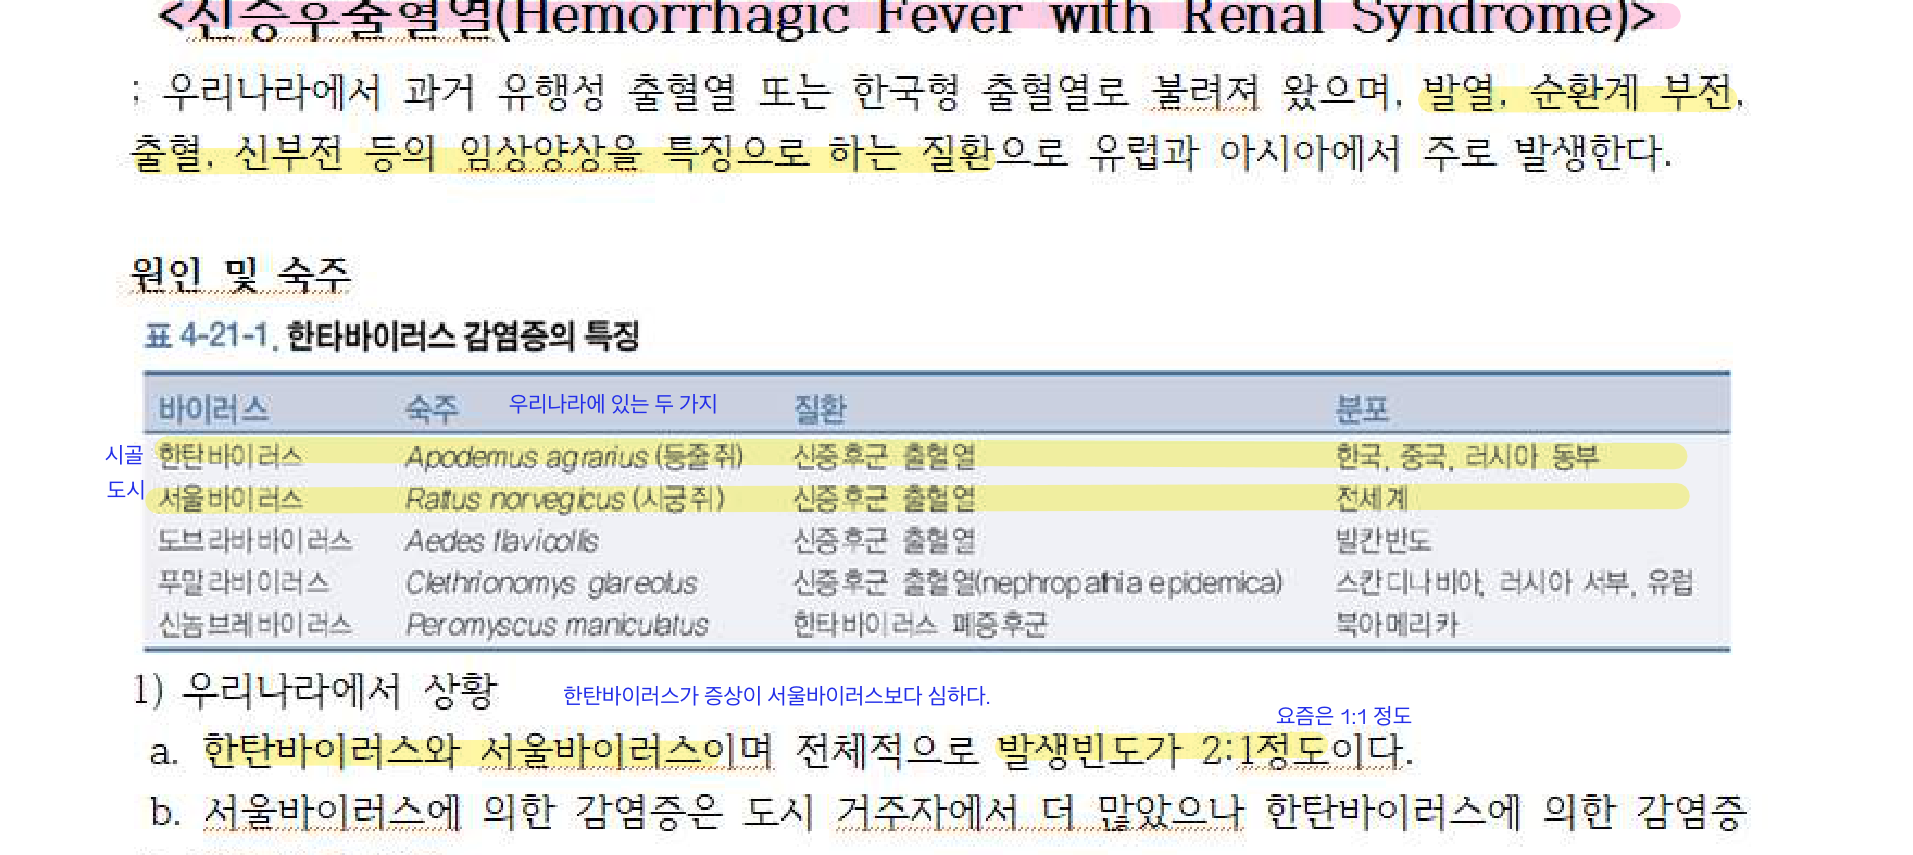 <신증후출혈열(Hemorrhagic Fever with Renal Syndrome)>
; 우리나라에서 과거 유행성 출혈열 또는 한국형 출혈열로 불려져 왔으며, 발열, 순환계 부전,
출혈, 신부전 등의 임상양상을 특징으로 하는 질환으로 유럽과 아시아에서 주로 발생한다.
원인 및 숙주
표 4-21-1. 한타바이러스 감염증의 특징
바이러스 숙주 우리나라에 있는 두 가지 질환 분포
시골 한탄바이러스 Apodemus agrarius (등줄쥐) 신증후군 출혈열 한국, 중국, 러시아 동부
도시 서울바이러스 Rattus norvegicus (시궁쥐) 신증후군 출혈열 전세계
도브라바바이러스 Aedes flavicollis 신증후군 출혈열 발칸반도
푸말라바이러스 Clethrionomys glareolus 신증후군 출혈열(nephropathia epidemica) 스칸디나비아, 러시아 서부, 유럽
신놈브레바이러스 Peromyscus maniculatus 한타바이러스 폐증후군 북아메리카
1) 우리나라에서 상황 한탄바이러스가 증상이 서울바이러스보다 심하다.
요즘은 1:1 정도
a. 한탄바이러스와 서울바이러스이며 전체적으로 발생빈도가 2:1정도이다.
b. 서울바이러스에 의한 감염증은 도시 거주자에서 더 많았으나 한탄바이러스에 의한 감염증